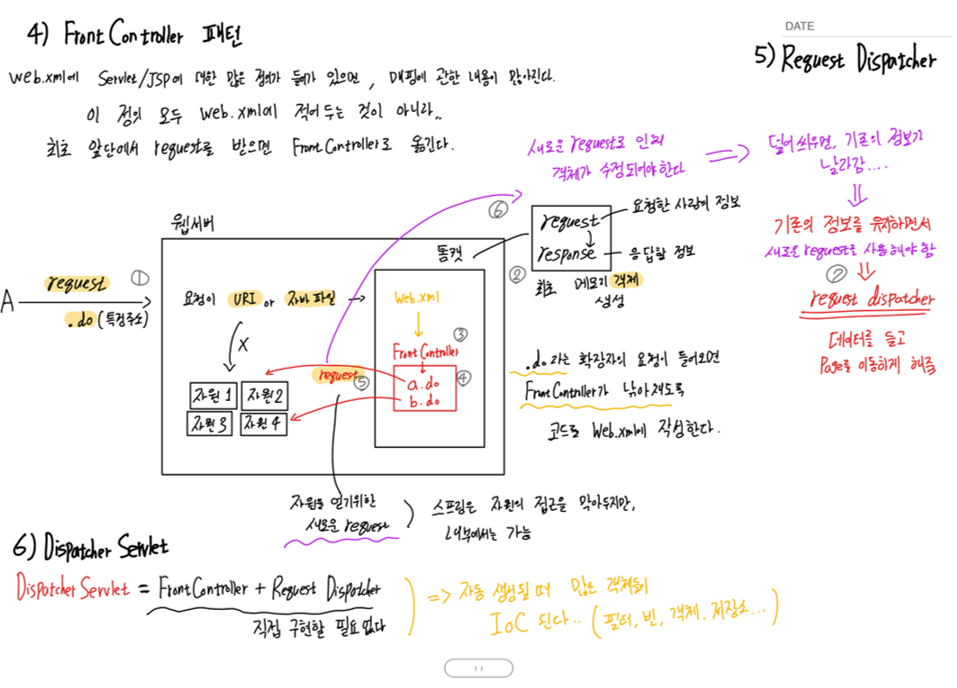 DATE
4) Front Controller 패턴
web.xml에 Servlet/JSP에 대한 많은 정의가 들어가 있으면, 매핑에 관한 내용이 많아진다.
이 정의 모두 web.xml에 적어두는 것이 아니라..
최초 앞단에서 request를 받으면 FrontController로 옮긴다.
5) Request Dispatcher
새로운 request로 인해
객체가 수정되어야한다
덮어씌우면, 기존의 정보가
날라감....
기존의 정보를 유지하면서
새로운 request를 사용해야 함
⑦
request dispatcher
데이터를 들고
Page를 이동하게 해줌
웹서버
톰캣
⑥
request
요청한 사람의 정보
response
응답할 정보
②
최초 메모리 객체
생성
A
request ①
.do (특정주소)
요청이 URI or 자바 파일
X
web.xml
③
FrontController
④
a.do
b.do
request ⑤
자원 1
자원2
자원 3
자원 4
.do 라는 확장자의 요청이 들어오면
FrontController가 낚아채도록
코드를 Web.xml에 작성한다.
자원을 얻기위한
새로운 request
스프링은 자원의 접근을 막아두지만,
내부에서는 가능
6) Dispatcher Servlet
Dispatcher Servlet = FrontController + Request Dispatcher
직접 구현할 필요없다
=> 자동 생성될 때 많은 객체들이
IoC 된다.. (필터, 빈, 객체, 저장소...)